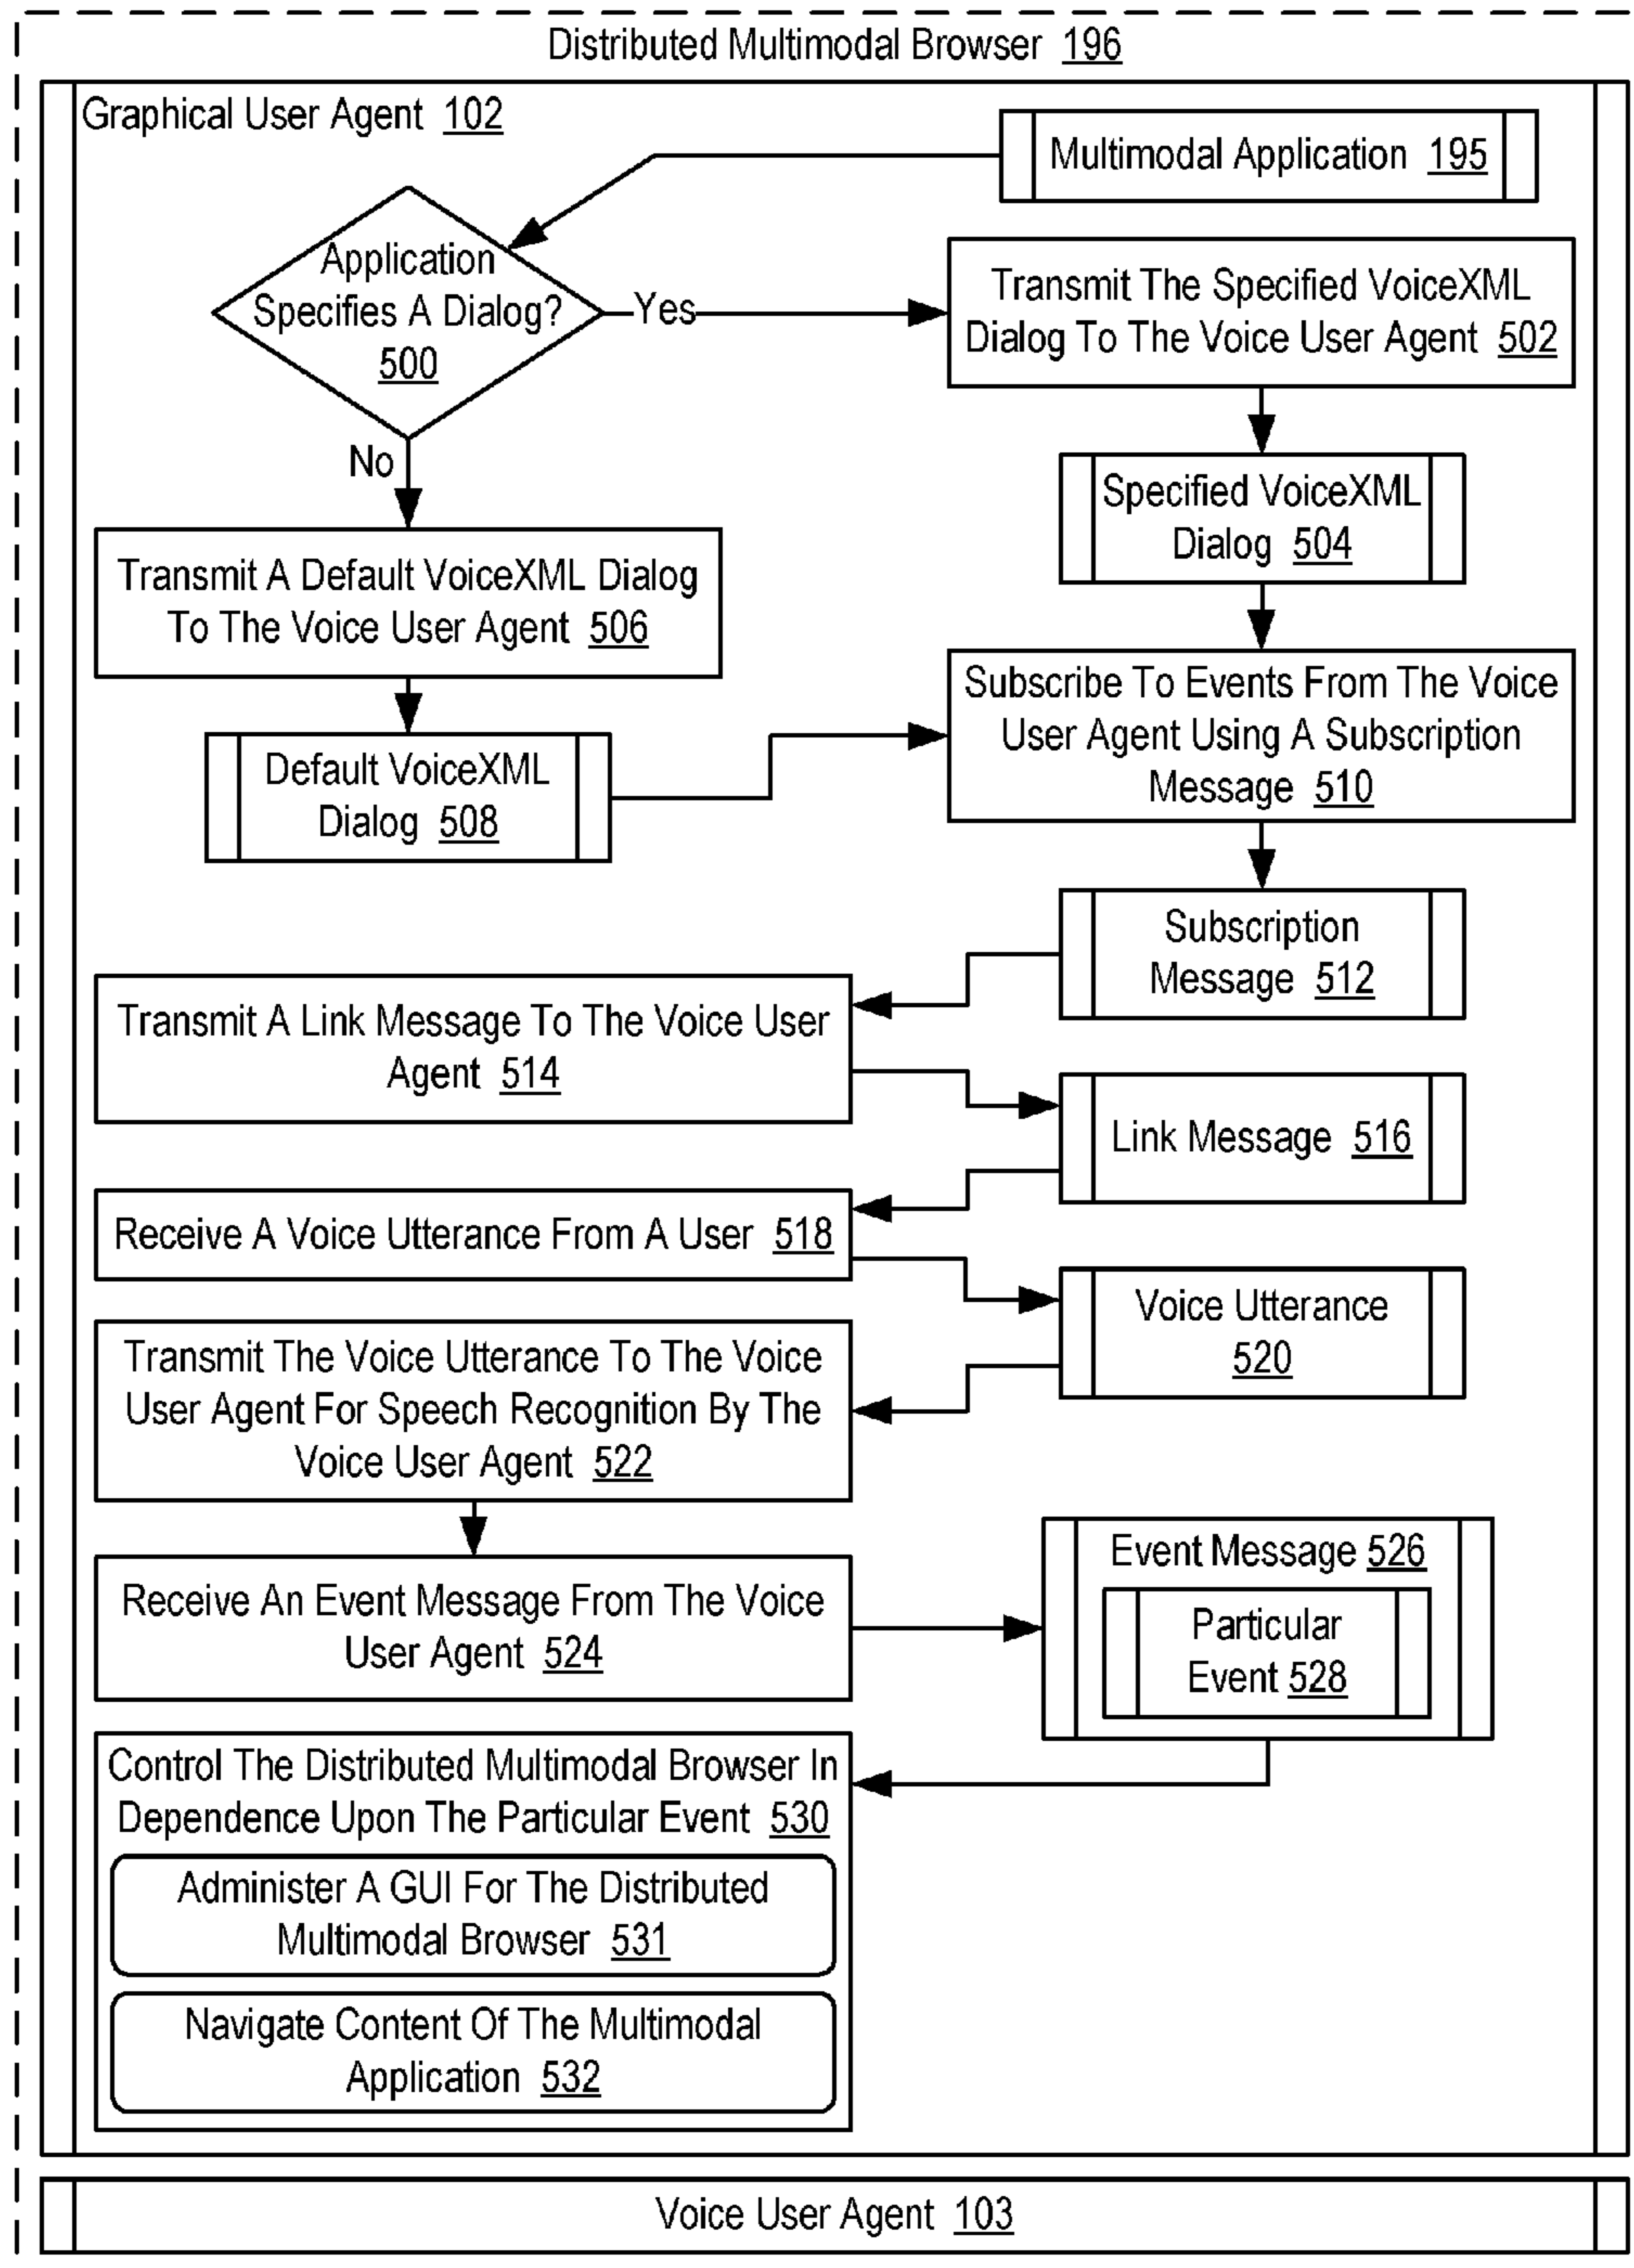 Distributed Multimodal Browser 196
Graphical User Agent 102
Multimodal Application 195
Application
Specifies A Dialog?
500
Yes
Transmit The Specified VoiceXML
Dialog To The Voice User Agent 502
No
Specified VoiceXML
Dialog 504
Transmit A Default VoiceXML Dialog
To The Voice User Agent 506
Default VoiceXML
Dialog 508
Subscribe To Events From The Voice
User Agent Using A Subscription
Message 510
Subscription
Message 512
Transmit A Link Message To The Voice User
Agent 514
Link Message 516
Receive A Voice Utterance From A User 518
Voice Utterance
520
Transmit The Voice Utterance To The Voice
User Agent For Speech Recognition By The
Voice User Agent 522
Receive An Event Message From The Voice
User Agent 524
Event Message 526
Particular
Event 528
Control The Distributed Multimodal Browser In
Dependence Upon The Particular Event 530
Administer A GUI For The Distributed
Multimodal Browser 531
Navigate Content Of The Multimodal
Application 532
Voice User Agent 103